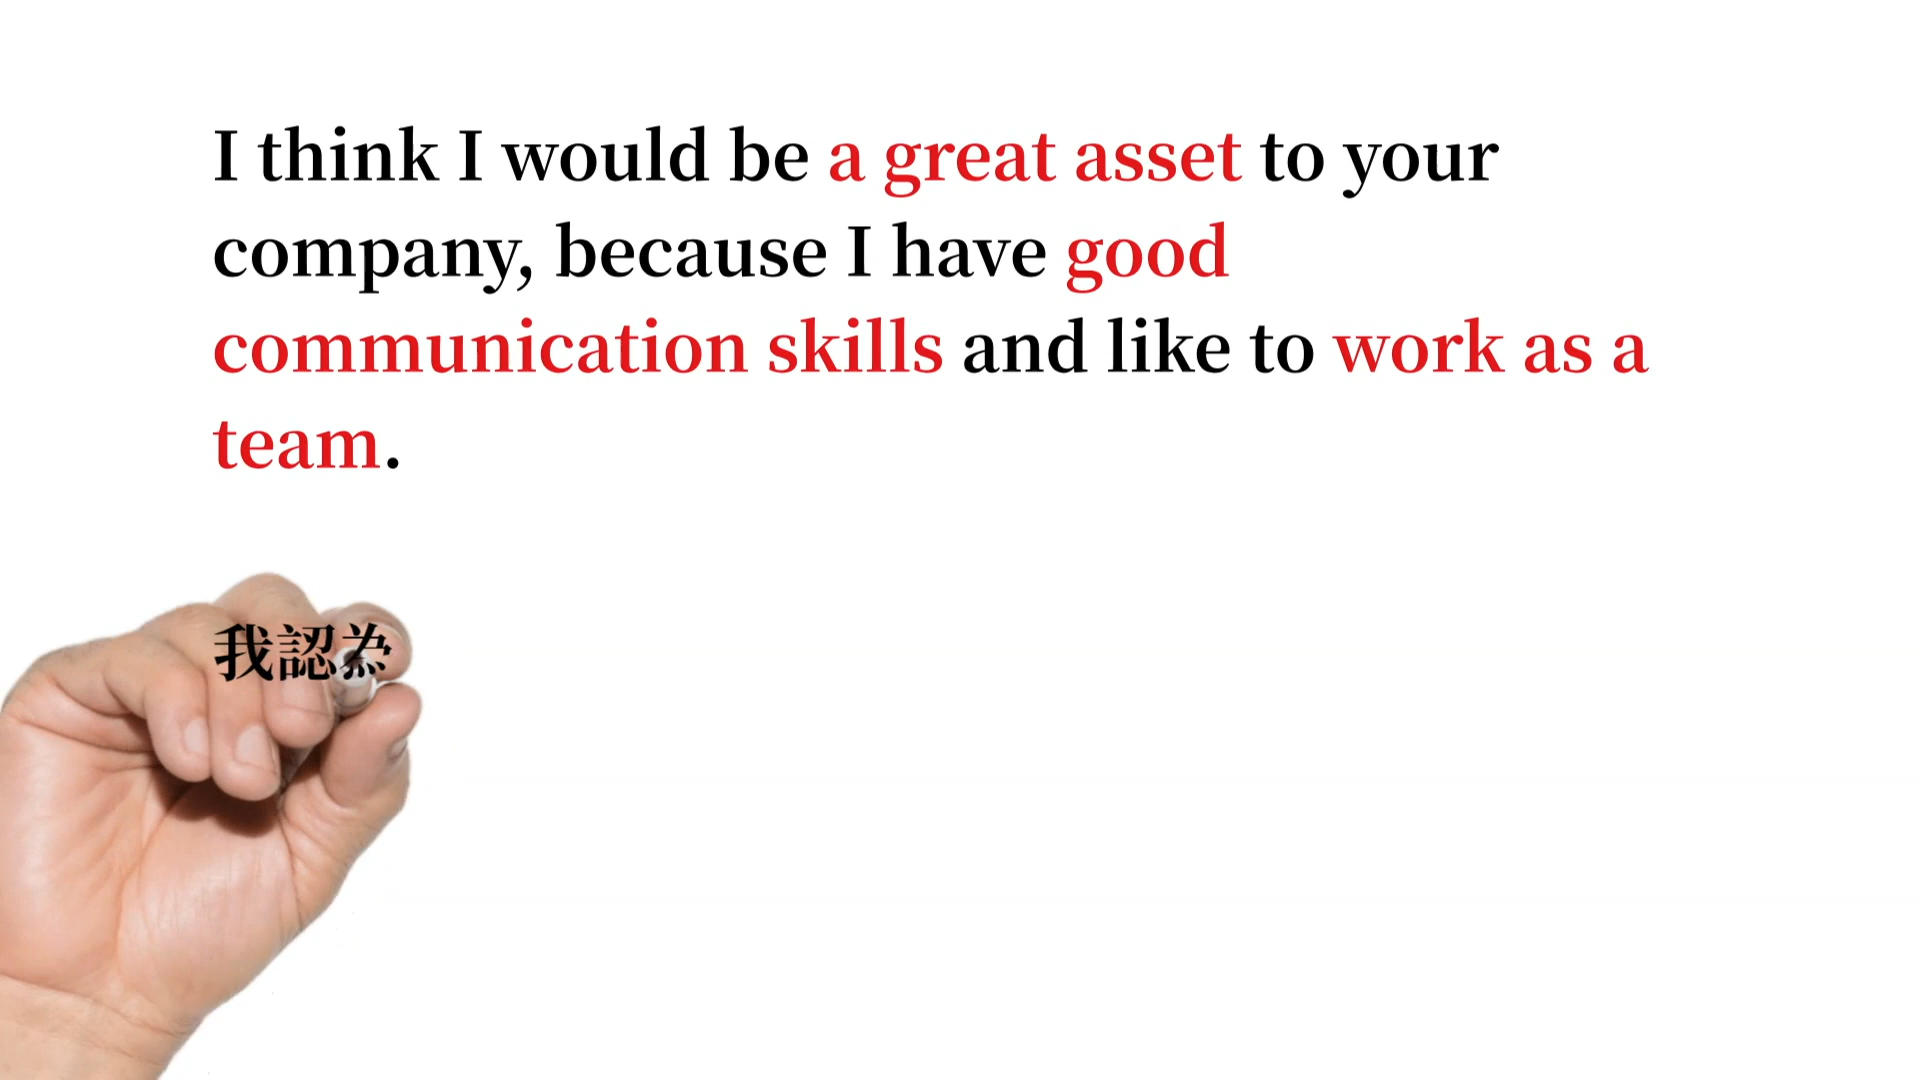 I think I would be a great asset to your
company, because I have good
communication skills and like to work as a
team.
我認為